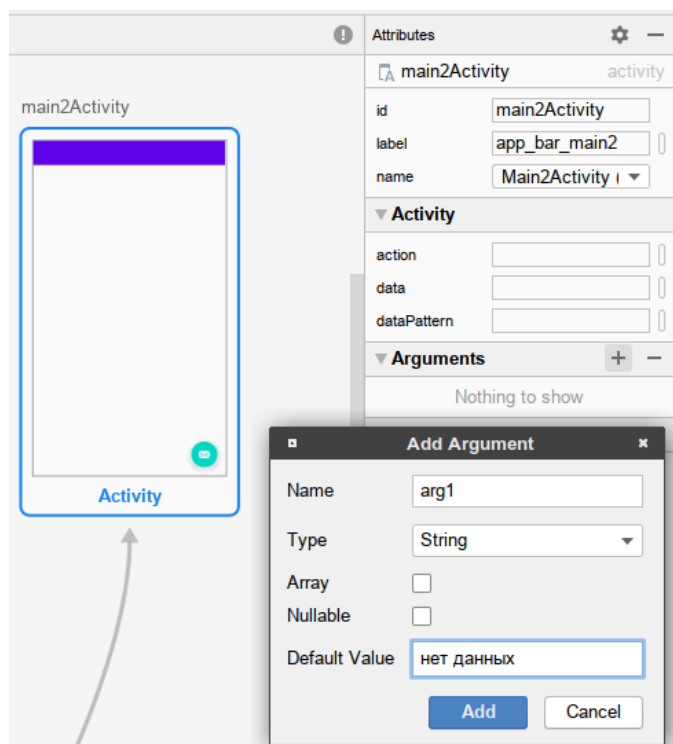 Attributes
main2Activity activity
main2Activity
id main2Activity
label app_bar_main2
name Main2Activity (
Activity
action
data
dataPattern
Arguments
Nothing to show
Activity
Add Argument
Name arg1
Type String
Array
Nullable
Default Value нет данных
Add Cancel